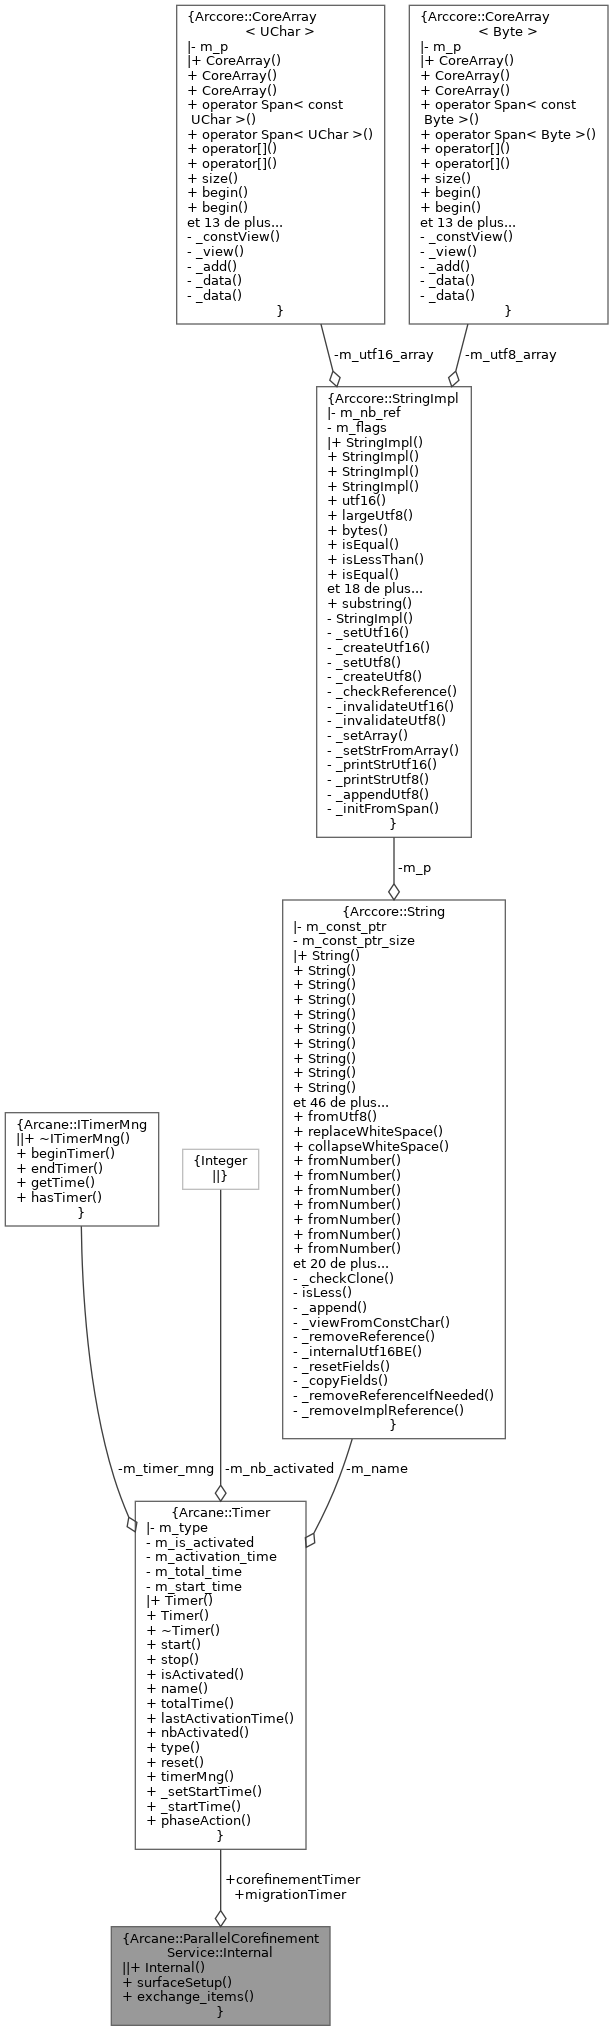 {Arccore::CoreArray
< UChar >
|- m_p
|+ CoreArray()
+ CoreArray()
+ CoreArray()
+ operator Span< const
UChar >()
+ operator Span< UChar >()
+ operator[]()
+ operator[]()
+ size()
+ begin()
+ begin()
et 13 de plus...
- _constView()
- _view()
- _add()
- _data()
- _data()
}
{Arccore::CoreArray
< Byte >
|- m_p
|+ CoreArray()
+ CoreArray()
+ CoreArray()
+ operator Span< const
Byte >()
+ operator Span< Byte >()
+ operator[]()
+ operator[]()
+ size()
+ begin()
+ begin()
et 13 de plus...
- _constView()
- _view()
- _add()
- _data()
- _data()
}
-m_utf16_array
-m_utf8_array
{Arccore::StringImpl
|- m_nb_ref
- m_flags
|+ StringImpl()
+ StringImpl()
+ StringImpl()
+ StringImpl()
+ utf16()
+ largeUtf8()
+ bytes()
+ isEqual()
+ isLessThan()
+ isEqual()
et 18 de plus...
+ substring()
- StringImpl()
- _setUtf16()
- _createUtf16()
- _setUtf8()
- _createUtf8()
- _checkReference()
- _invalidateUtf16()
- _invalidateUtf8()
- _setArray()
- _setStrFromArray()
- _printStrUtf16()
- _printStrUtf8()
- _appendUtf8()
- _initFromSpan()
}
-m_p
{Arccore::String
|- m_const_ptr
- m_const_ptr_size
|+ String()
+ String()
+ String()
+ String()
+ String()
+ String()
+ String()
+ String()
+ String()
+ String()
et 46 de plus...
+ fromUtf8()
+ replaceWhiteSpace()
+ collapseWhiteSpace()
+ fromNumber()
+ fromNumber()
+ fromNumber()
+ fromNumber()
+ fromNumber()
+ fromNumber()
+ fromNumber()
et 20 de plus...
- _checkClone()
- isLess()
- _append()
- _viewFromConstChar()
- _removeReference()
- _internalUtf16BE()
- _resetFields()
- _copyFields()
- _removeReferenceIfNeeded()
- _removeImplReference()
}
{Arcane::ITimerMng
||+ ~ITimerMng()
+ beginTimer()
+ endTimer()
+ getTime()
+ hasTimer()
}
{Integer
||}
-m_timer_mng
-m_nb_activated
-m_name
{Arcane::Timer
|- m_type
- m_is_activated
- m_activation_time
- m_total_time
- m_start_time
|+ Timer()
+ Timer()
+ ~Timer()
+ start()
+ stop()
+ isActivated()
+ name()
+ totalTime()
+ lastActivationTime()
+ nbActivated()
+ type()
+ reset()
+ timerMng()
+ _setStartTime()
+ _startTime()
+ phaseAction()
}
+corefinementTimer
+migrationTimer
{Arcane::ParallelCorefinement
Service::Internal
||+ Internal()
+ surfaceSetup()
+ exchange_items()
}